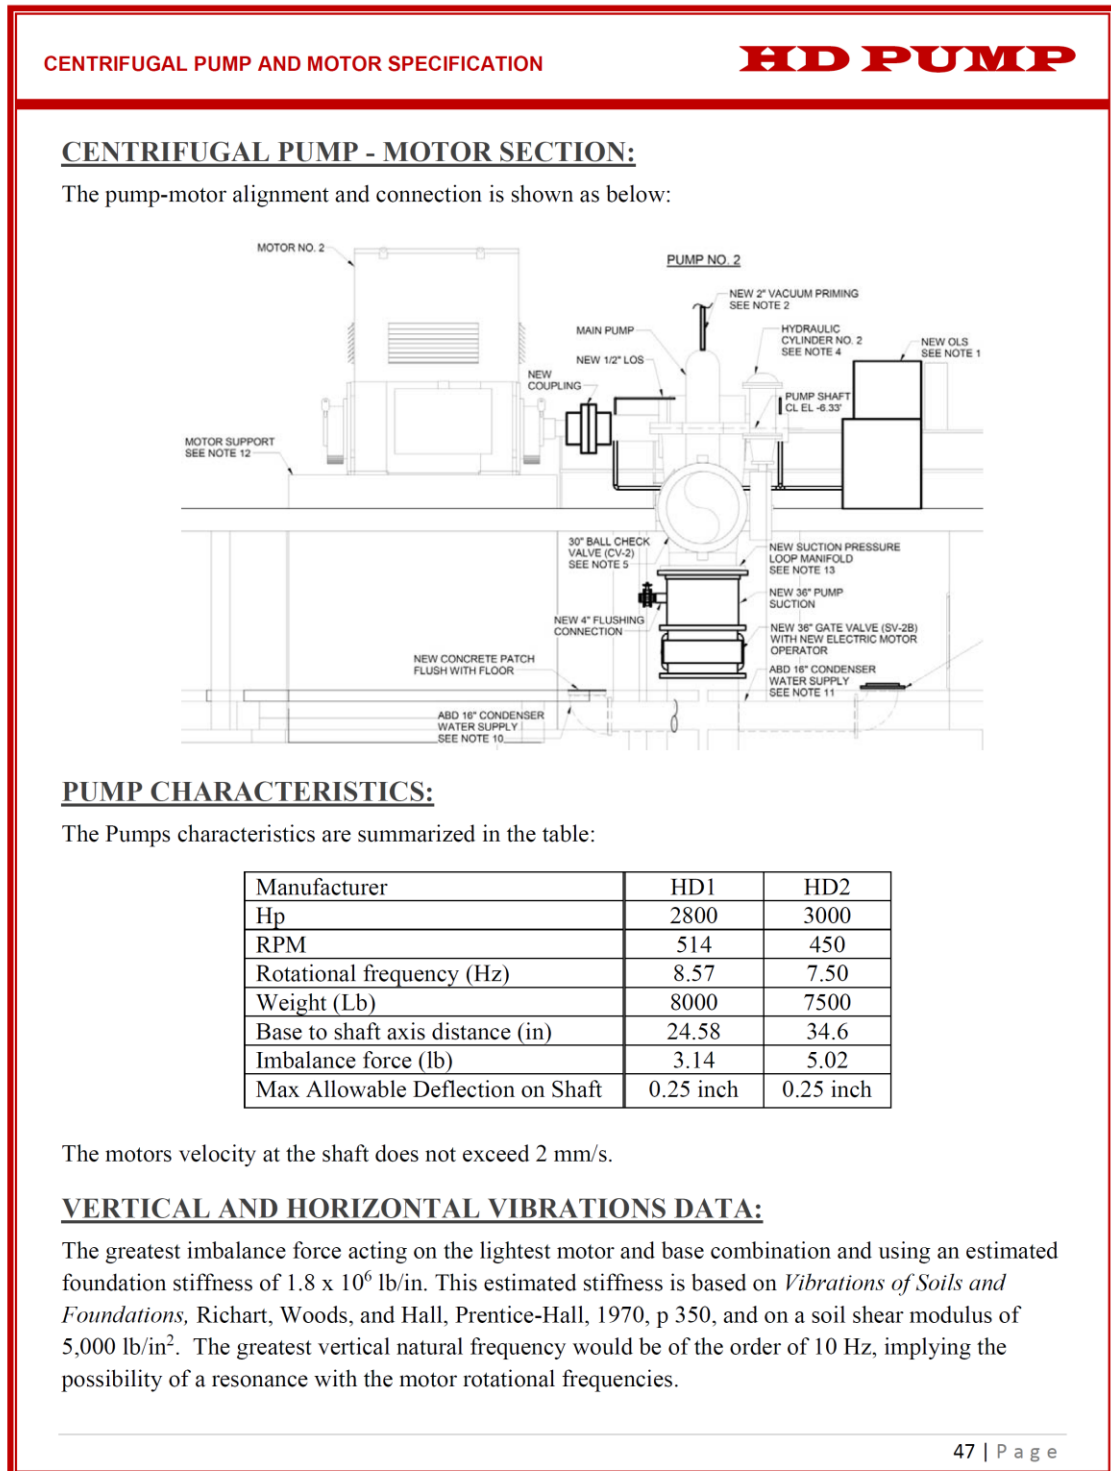 CENTRIFUGAL PUMP AND MOTOR SPECIFICATION
HD PUMP
CENTRIFUGAL PUMP - MOTOR SECTION:
The pump-motor alignment and connection is shown as below:
MOTOR NO. 2
PUMP NO. 2
NEW 2" VACUUM PRIMING
SEE NOTE 2
MAIN PUMP
HYDRAULIC
CYLINDER NO. 2
SEE NOTE 4
NEW OLS
SEE NOTE 1
NEW 1/2" LOS
NEW
COUPLING
PUMP SHAFT
CL EL -6.33'
MOTOR SUPPORT
SEE NOTE 12
30" BALL CHECK
VALVE (CV-2)
SEE NOTE 5
NEW SUCTION PRESSURE
LOOP MANIFOLD
SEE NOTE 13
NEW 36" PUMP
SUCTION
NEW 4" FLUSHING
CONNECTION
NEW 36" GATE VALVE (SV-2B)
WITH NEW ELECTRIC MOTOR
OPERATOR
NEW CONCRETE PATCH
FLUSH WITH FLOOR
ABD 16" CONDENSER
WATER SUPPLY
SEE NOTE 11
ABD 16" CONDENSER
WATER SUPPLY
SEE NOTE 10
PUMP CHARACTERISTICS:
The Pumps characteristics are summarized in the table:
Manufacturer HD1 HD2
Hp 2800 3000
RPM 514 450
Rotational frequency (Hz) 8.57 7.50
Weight (Lb) 8000 7500
Base to shaft axis distance (in) 24.58 34.6
Imbalance force (lb) 3.14 5.02
Max Allowable Deflection on Shaft 0.25 inch 0.25 inch
The motors velocity at the shaft does not exceed 2 mm/s.
VERTICAL AND HORIZONTAL VIBRATIONS DATA:
The greatest imbalance force acting on the lightest motor and base combination and using an estimated
foundation stiffness of 1.8 x 10⁶ lb/in. This estimated stiffness is based on Vibrations of Soils and
Foundations, Richart, Woods, and Hall, Prentice-Hall, 1970, p 350, and on a soil shear modulus of
5,000 lb/in². The greatest vertical natural frequency would be of the order of 10 Hz, implying the
possibility of a resonance with the motor rotational frequencies.
47 | P a g e